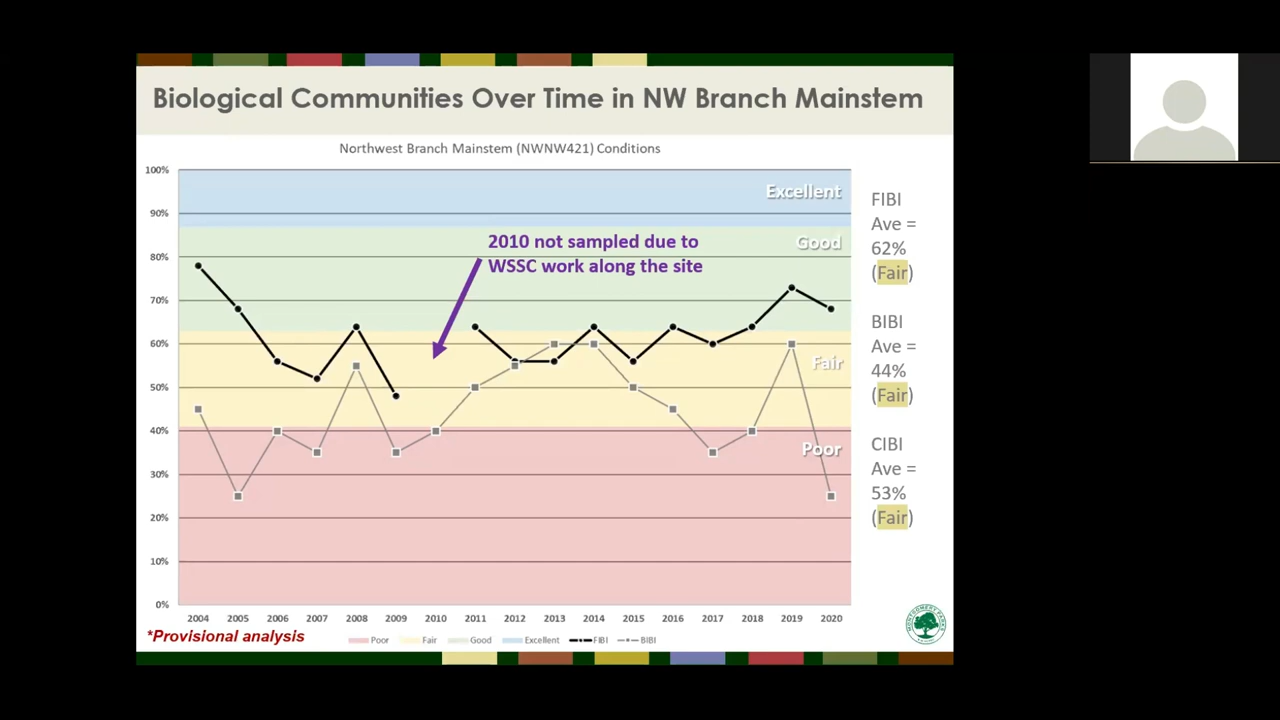 Biological Communities Over Time in NW Branch Mainstem
Northwest Branch Mainstem (NWNW421) Conditions
100%
90%
80%
70%
60%
50%
40%
30%
20%
10%
0%
Excellent
Good
Fair
Poor
2010 not sampled due to
WSSC work along the site
2004 2005 2006 2007 2008 2009 2010 2011 2012 2013 2014 2015 2016 2017 2018 2019 2020
Poor Fair Good Excellent FIBI BIBI
*Provisional analysis
FIBI
Ave =
62%
(Fair)
BIBI
Ave =
44%
(Fair)
CIBI
Ave =
53%
(Fair)
MONTGOMERY PARKS